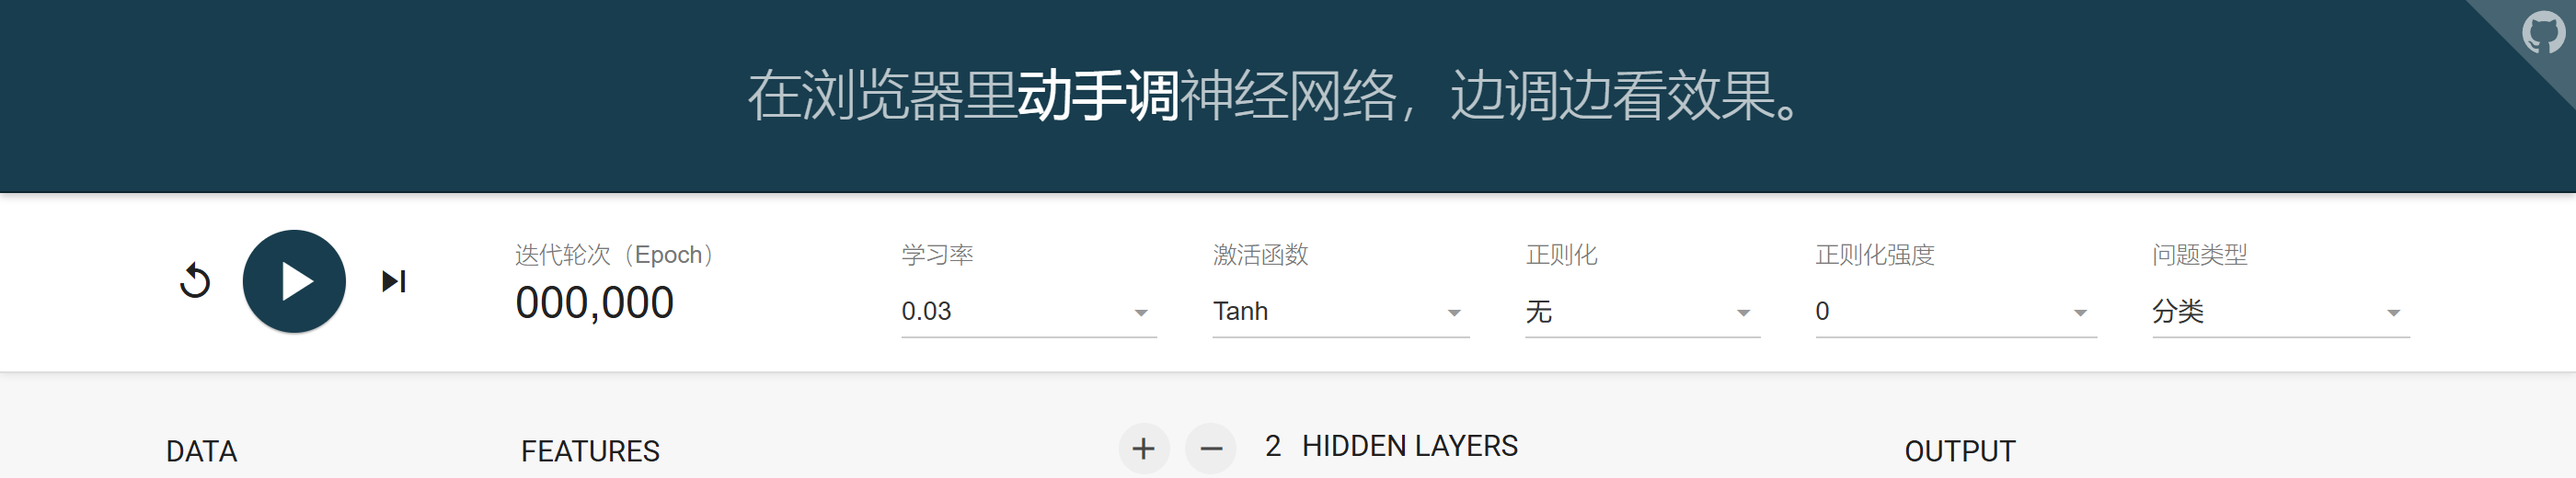 在浏览器里动手调神经网络，边调边看效果。
迭代轮次（Epoch）
000,000
学习率
0.03
激活函数
Tanh
正则化
无
正则化强度
0
问题类型
分类
DATA
FEATURES
2 HIDDEN LAYERS
OUTPUT